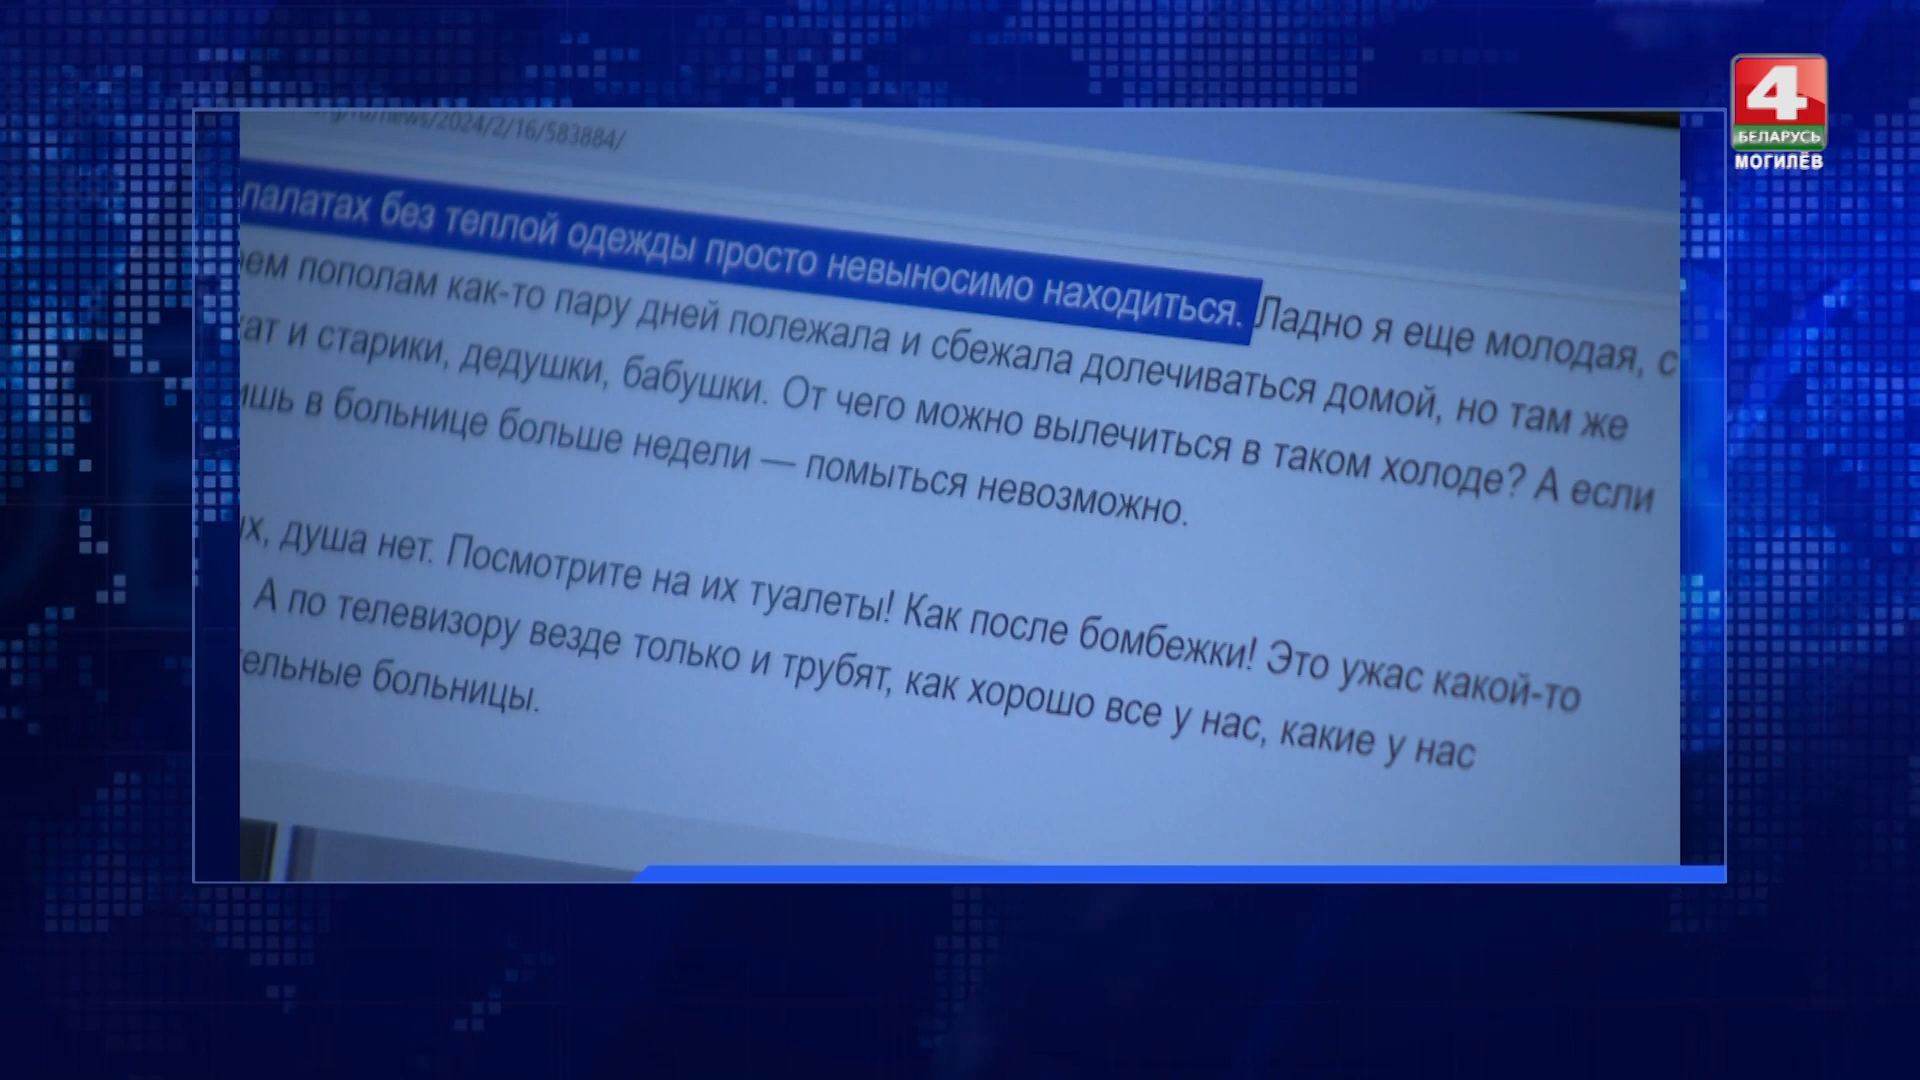 4
БЕЛАРУСЬ
МОГИЛЁВ
/news/2024/2/16/583884/
палатах без теплой одежды просто невыносимо находиться. Ладно я еще молодая, с
ем пополам как-то пару дней полежала и сбежала долечиваться домой, но там же
ат и старики, дедушки, бабушки. От чего можно вылечиться в таком холоде? А если
ишь в больнице больше недели — помыться невозможно.
х, душа нет. Посмотрите на их туалеты! Как после бомбежки! Это ужас какой-то
. А по телевизору везде только и трубят, как хорошо все у нас, какие у нас
тельные больницы.